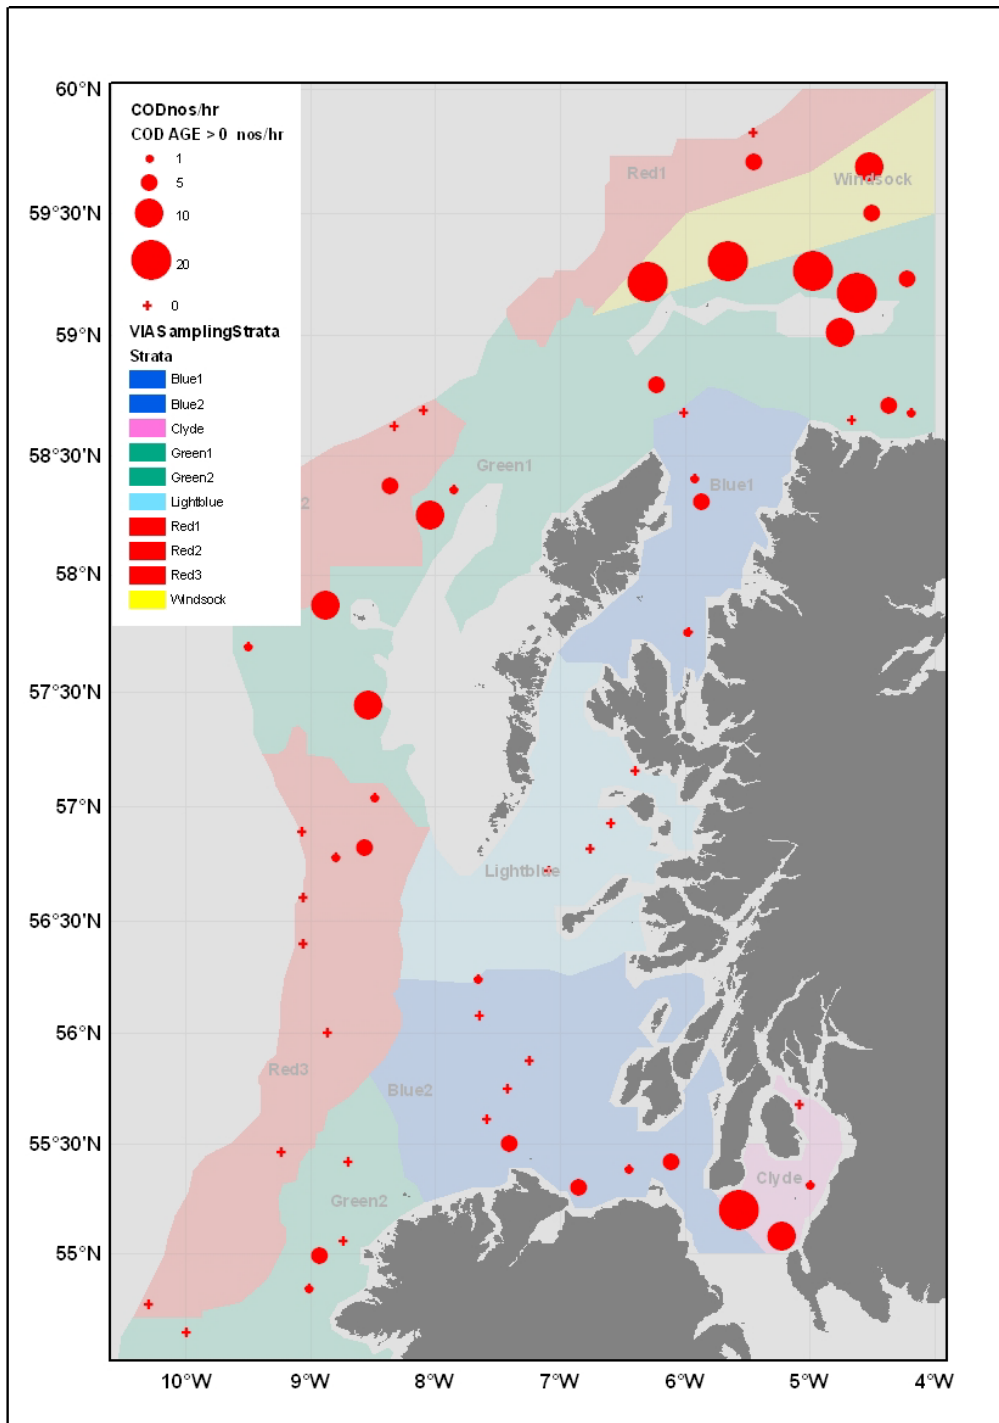 60°N
CODnos/hr
COD AGE > 0 nos/hr
1
5
10
20
0
VIASamplingStrata
Strata
Blue1
Blue2
Clyde
Green1
Green2
Lightblue
Red1
Red2
Red3
Windsock
Red1
Windsock
59°30'N
59°N
58°30'N
Green1
Blue1
2
58°N
57°30'N
57°N
Lightblue
56°30'N
56°N
Red3
Blue2
55°30'N
Clyde
Green2
55°N
10°W
9°W
8°W
7°W
6°W
5°W
4°W